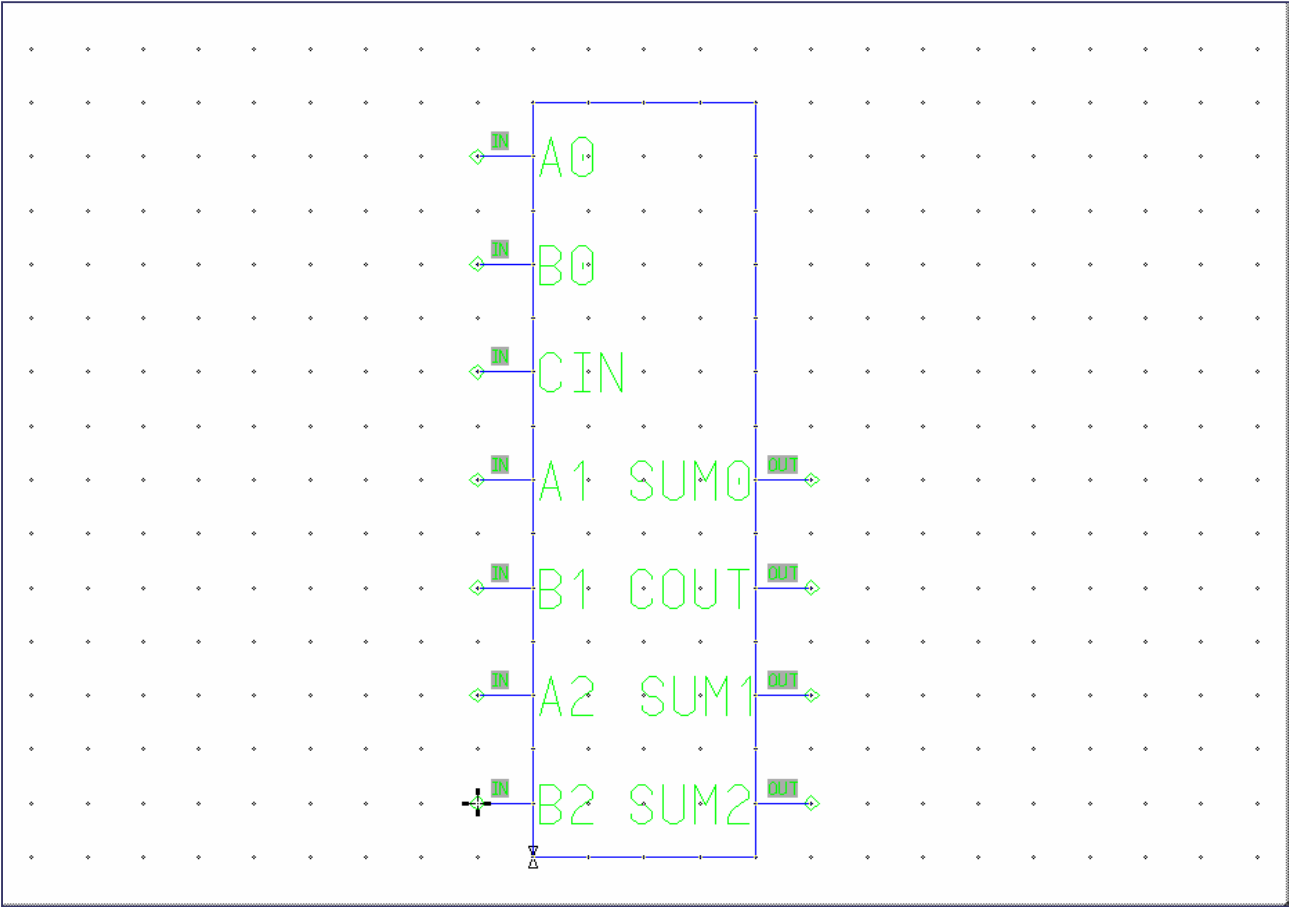 IN
A0
IN
B0
IN
CIN
IN OUT
A1 SUM0
IN OUT
B1 COUT
IN OUT
A2 SUM1
IN OUT
B2 SUM2